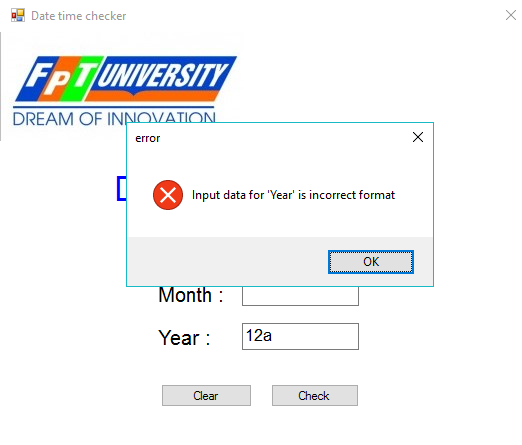 Date time checker
FPT UNIVERSITY
DREAM OF INNOVATION
error
Input data for 'Year' is incorrect format
OK
Month :
Year :
12a
Clear
Check